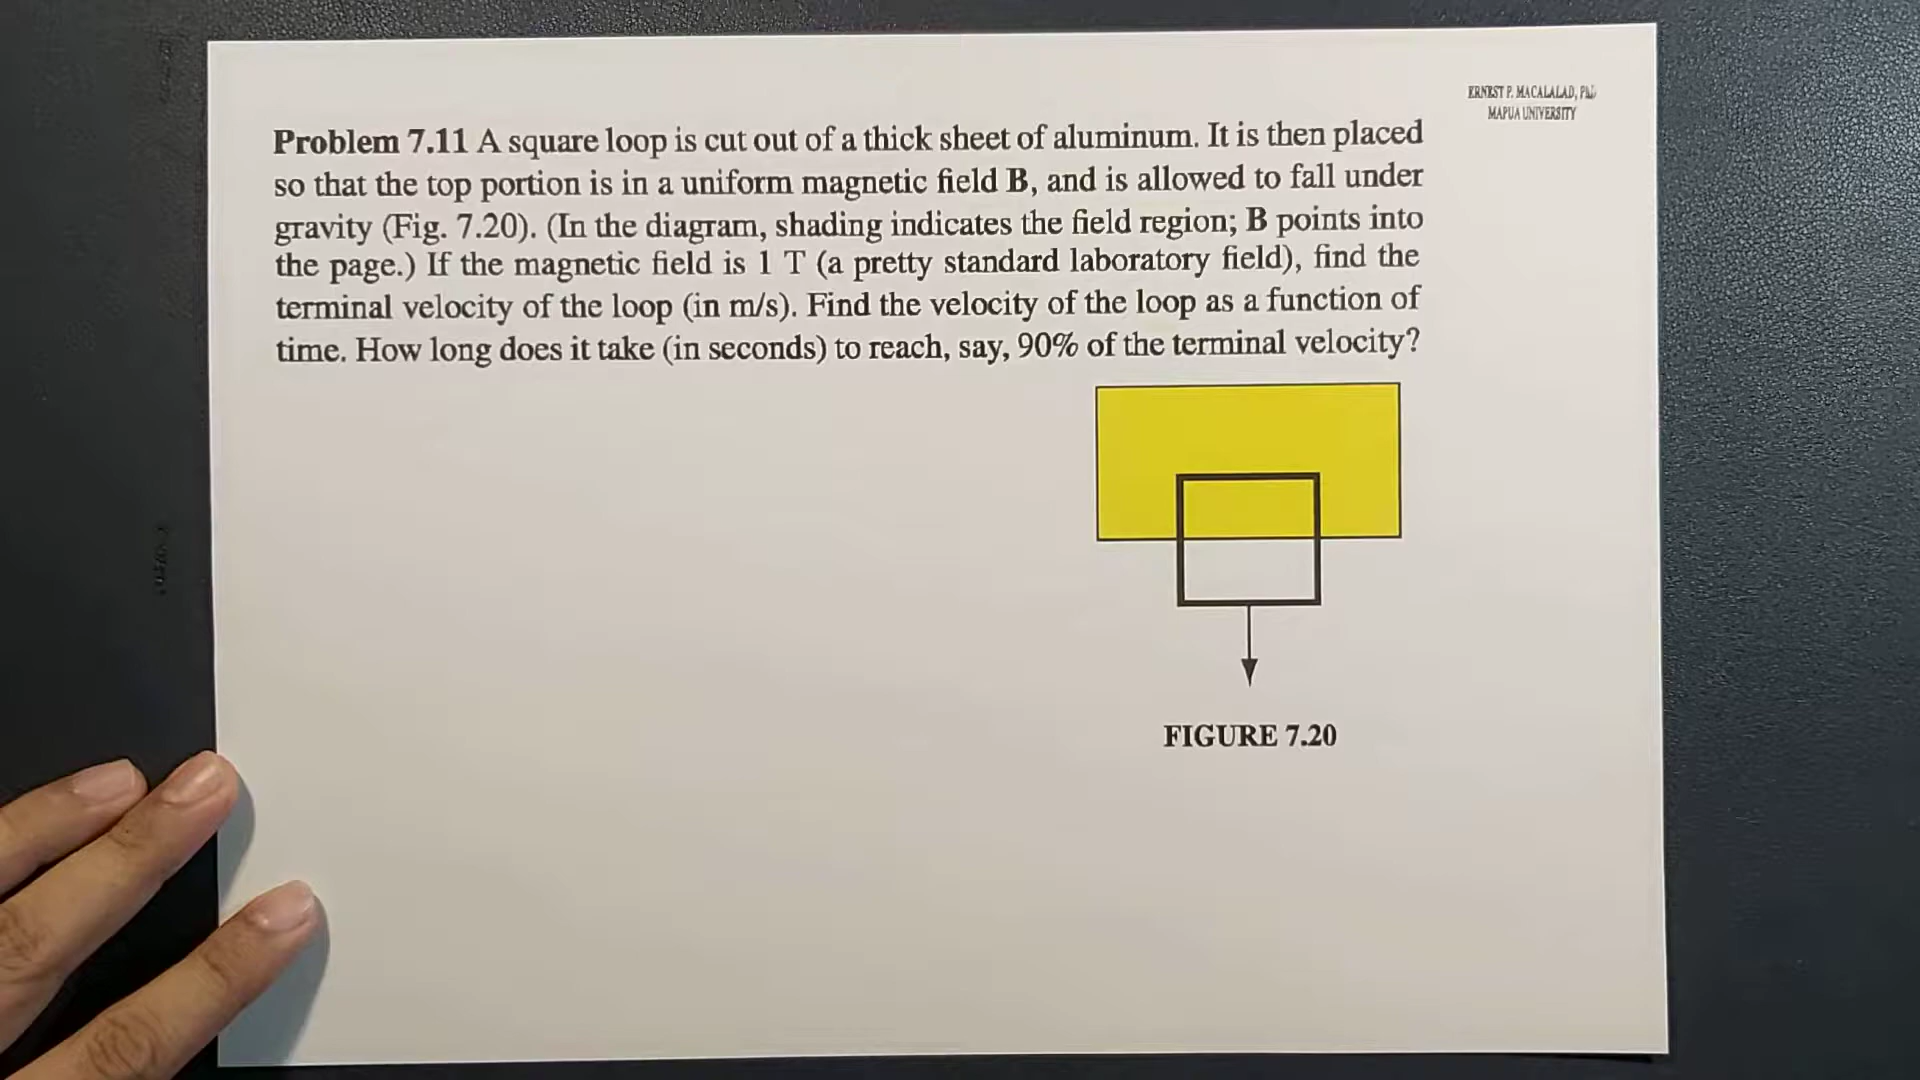 ERNEST P. MACALALAD, PhD
MAPUA UNIVERSITY
Problem 7.11 A square loop is cut out of a thick sheet of aluminum. It is then placed
so that the top portion is in a uniform magnetic field B, and is allowed to fall under
gravity (Fig. 7.20). (In the diagram, shading indicates the field region; B points into
the page.) If the magnetic field is 1 T (a pretty standard laboratory field), find the
terminal velocity of the loop (in m/s). Find the velocity of the loop as a function of
time. How long does it take (in seconds) to reach, say, 90% of the terminal velocity?
FIGURE 7.20